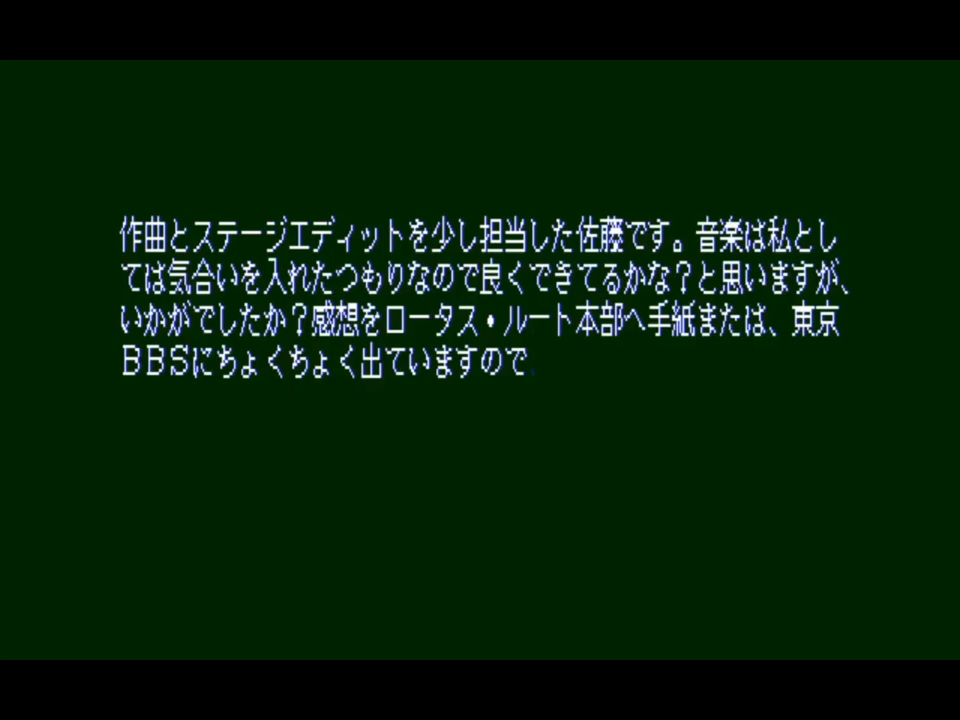 作曲とステージエディットを少し担当した佐藤です。音楽は私とし
ては気合いを入れたつもりなので良くできてるかな？と思いますが、
いかがでしたか？感想をロータス・ルート本部へ手紙または、東京
ＢＢＳにちょくちょく出ていますので